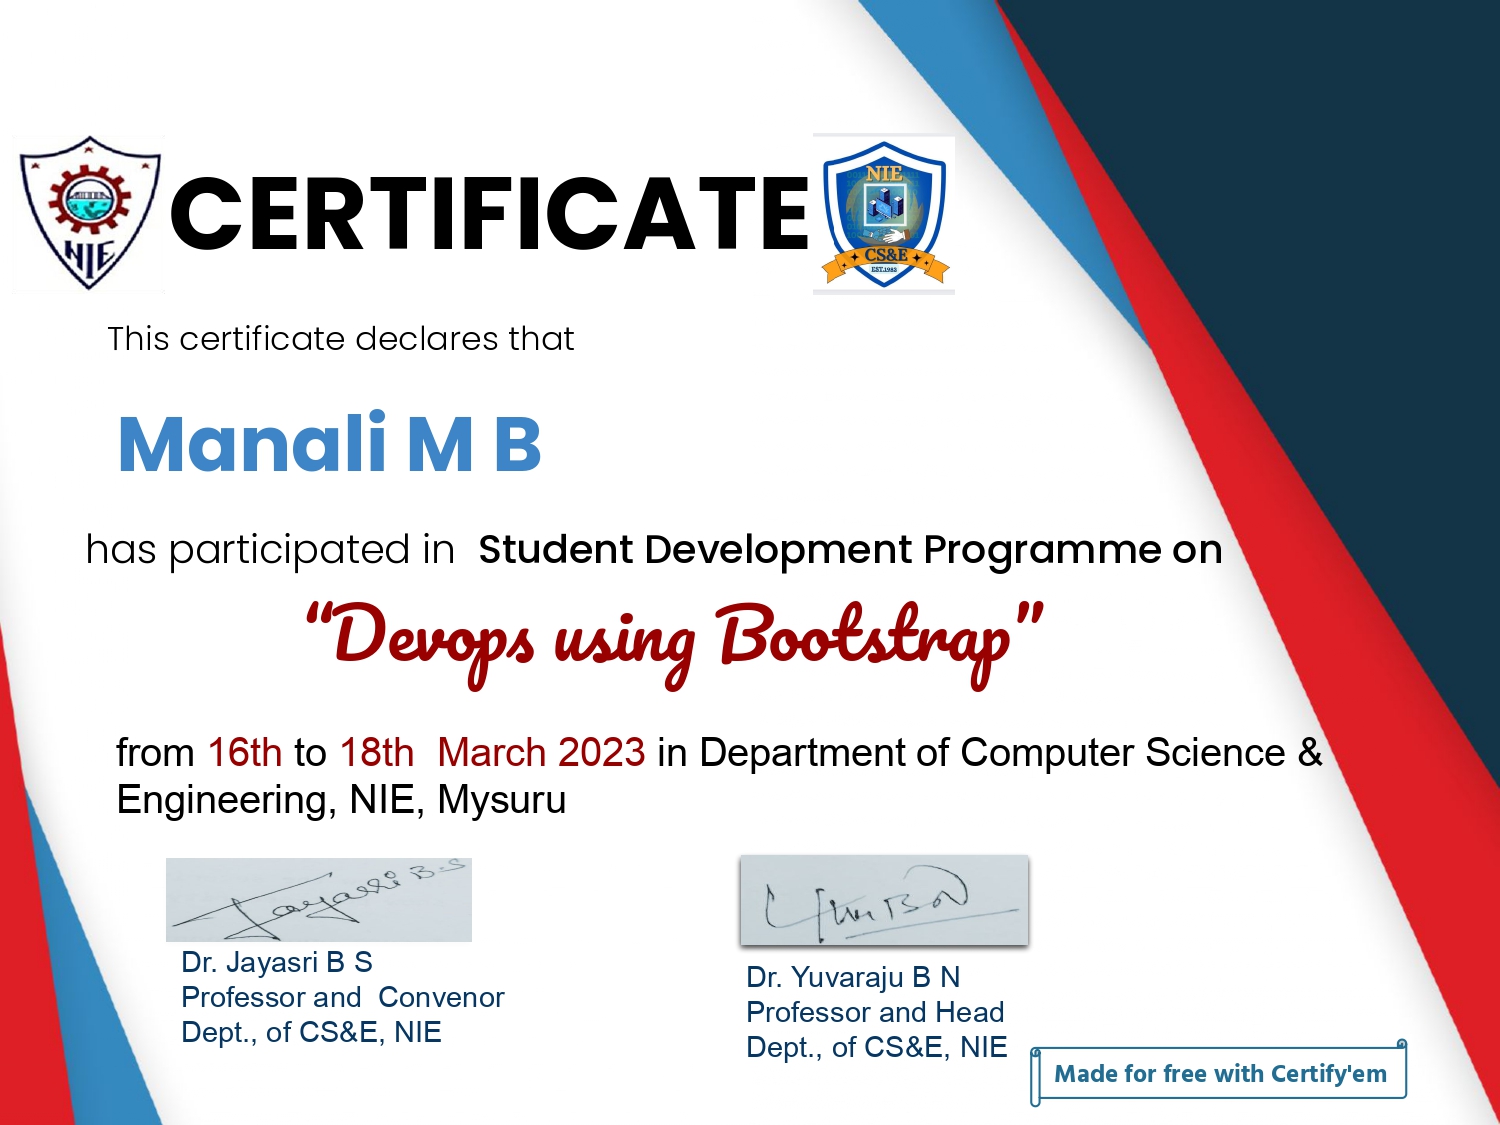 NIE
CERTIFICATE
NIE
CS&E
EST.1982
This certificate declares that
Manali M B
has participated in Student Development Programme on
“Devops using Bootstrap”
from 16th to 18th March 2023 in Department of Computer Science &
Engineering, NIE, Mysuru
Jayasri B-S
Dr. Jayasri B S
Professor and Convenor
Dept., of CS&E, NIE
Dr. Yuvaraju B N
Professor and Head
Dept., of CS&E, NIE
Made for free with Certify'em